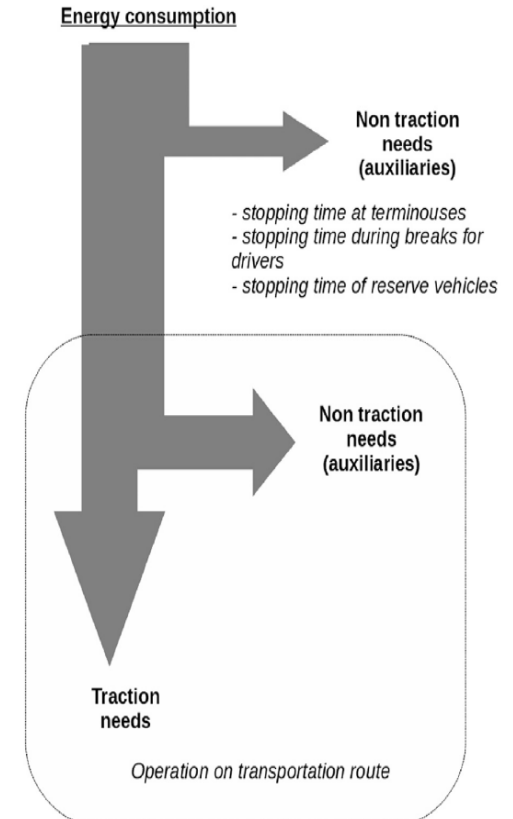 Energy consumption
Non traction
needs
(auxiliaries)
- stopping time at terminouses
- stopping time during breaks for
drivers
- stopping time of reserve vehicles
Non traction
needs
(auxiliaries)
Traction
needs
Operation on transportation route